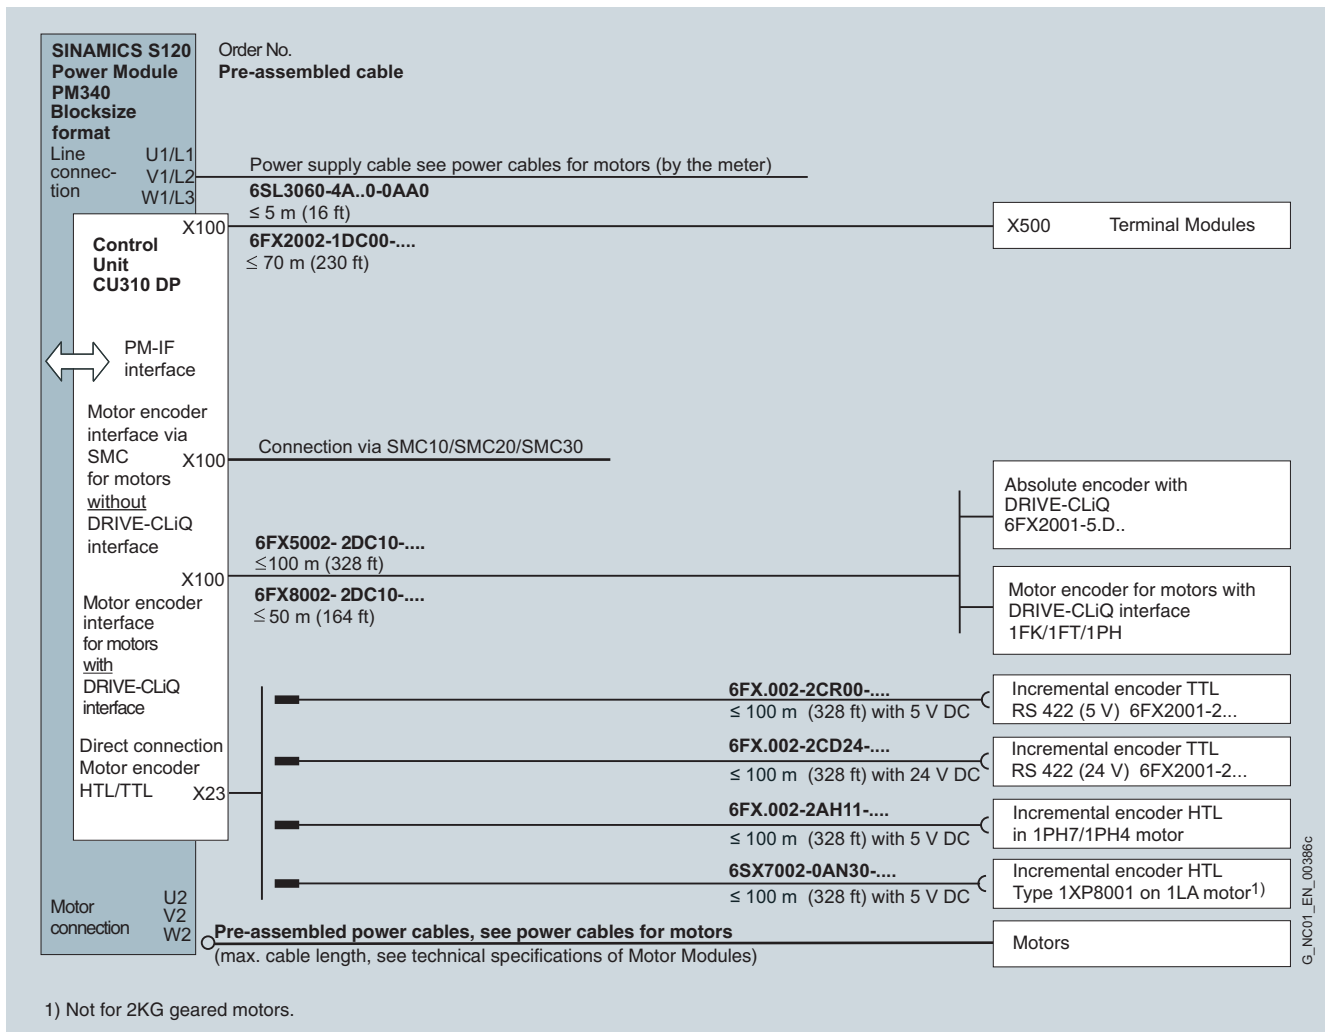 SINAMICS S120
Power Module
PM340
Blocksize
format
Order No.
Pre-assembled cable
Line
connec-
tion
U1/L1
V1/L2
W1/L3
Power supply cable see power cables for motors (by the meter)
6SL3060-4A..0-0AA0
≤ 5 m (16 ft)
X100
6FX2002-1DC00-....
≤ 70 m (230 ft)
X500 Terminal Modules
Control
Unit
CU310 DP
PM-IF
interface
Motor encoder
interface via
SMC
for motors
without
DRIVE-CLiQ
interface
X100
Connection via SMC10/SMC20/SMC30
Absolute encoder with
DRIVE-CLiQ
6FX2001-5.D..
6FX5002- 2DC10-....
≤100 m (328 ft)
X100
6FX8002- 2DC10-....
≤ 50 m (164 ft)
Motor encoder for motors with
DRIVE-CLiQ interface
1FK/1FT/1PH
Motor encoder
interface
for motors
with
DRIVE-CLiQ
interface
6FX.002-2CR00-....
≤ 100 m (328 ft) with 5 V DC
Incremental encoder TTL
RS 422 (5 V) 6FX2001-2...
Direct connection
Motor encoder
HTL/TTL X23
6FX.002-2CD24-....
≤ 100 m (328 ft) with 24 V DC
Incremental encoder TTL
RS 422 (24 V) 6FX2001-2...
6FX.002-2AH11-....
≤ 100 m (328 ft) with 5 V DC
Incremental encoder HTL
in 1PH7/1PH4 motor
6SX7002-0AN30-....
≤ 100 m (328 ft) with 5 V DC
Incremental encoder HTL
Type 1XP8001 on 1LA motor1)
Motor
connection
U2
V2
W2
Pre-assembled power cables, see power cables for motors
(max. cable length, see technical specifications of Motor Modules)
Motors
G_NC01_EN_00386c
1) Not for 2KG geared motors.